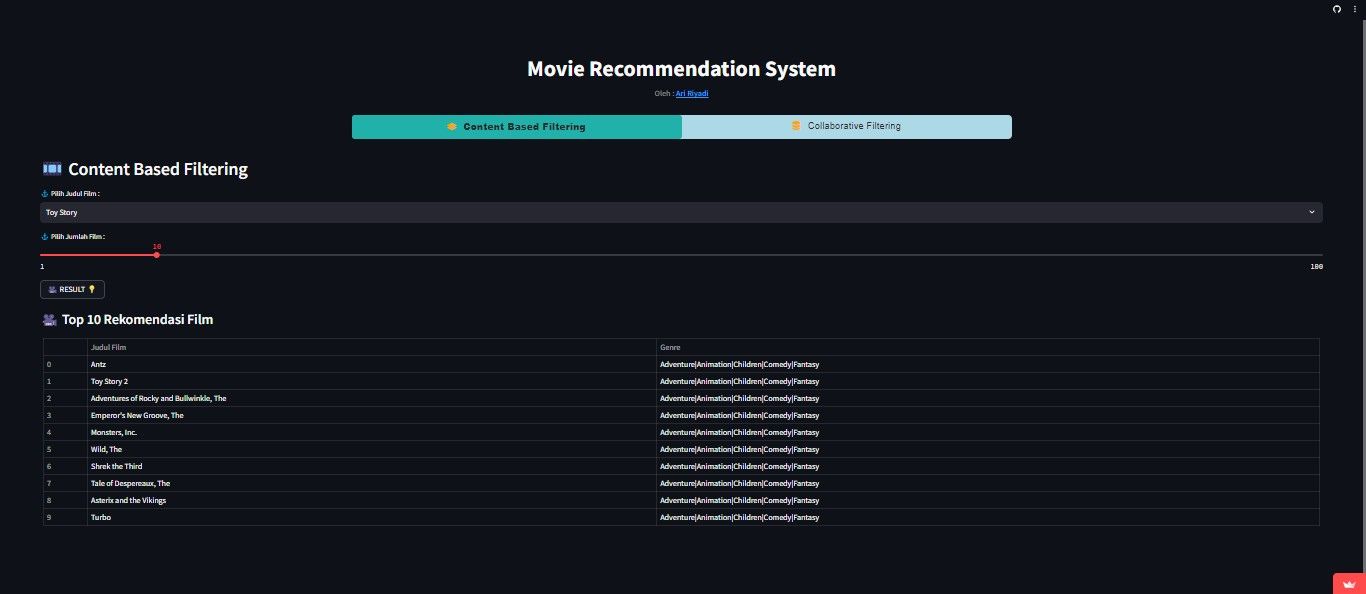 Movie Recommendation System
Oleh : Ari Riyadi
Content Based Filtering
Collaborative Filtering
Content Based Filtering
Pilih Judul Film :
Toy Story
Pilih Jumlah Film :
10
1 100
RESULT
Top 10 Rekomendasi Film
Judul Film Genre
0 Antz Adventure|Animation|Children|Comedy|Fantasy
1 Toy Story 2 Adventure|Animation|Children|Comedy|Fantasy
2 Adventures of Rocky and Bullwinkle, The Adventure|Animation|Children|Comedy|Fantasy
3 Emperor's New Groove, The Adventure|Animation|Children|Comedy|Fantasy
4 Monsters, Inc. Adventure|Animation|Children|Comedy|Fantasy
5 Wild, The Adventure|Animation|Children|Comedy|Fantasy
6 Shrek the Third Adventure|Animation|Children|Comedy|Fantasy
7 Tale of Despereaux, The Adventure|Animation|Children|Comedy|Fantasy
8 Asterix and the Vikings Adventure|Animation|Children|Comedy|Fantasy
9 Turbo Adventure|Animation|Children|Comedy|Fantasy